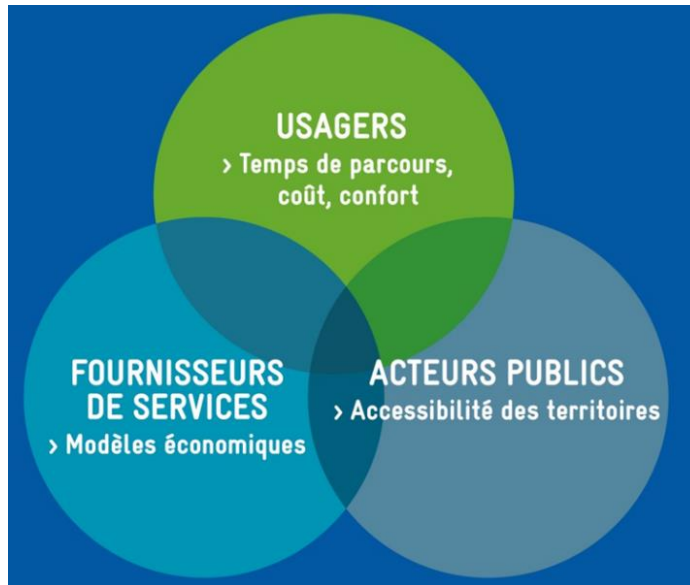 USAGERS
› Temps de parcours,
coût, confort
FOURNISSEURS
DE SERVICES
› Modèles économiques
ACTEURS PUBLICS
› Accessibilité des territoires